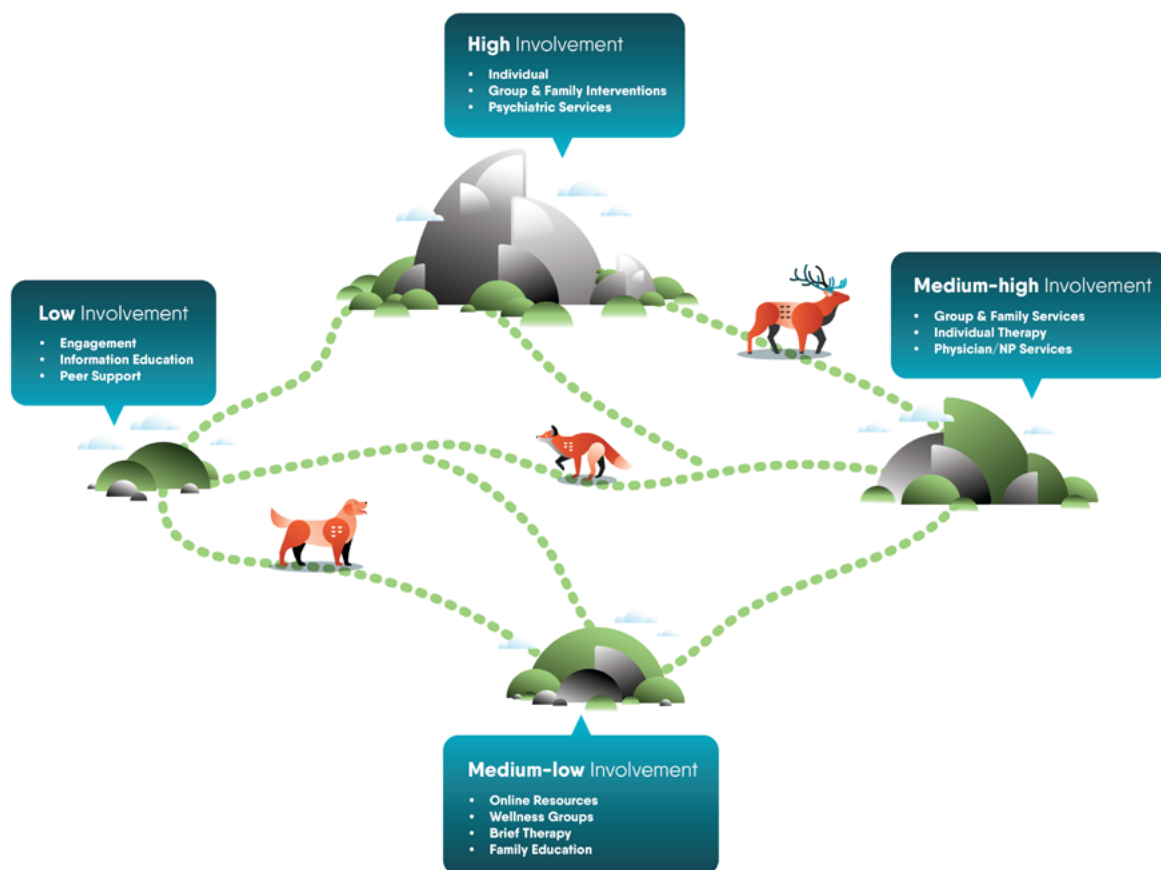 High Involvement
• Individual
• Group & Family Interventions
• Psychiatric Services
Low Involvement
• Engagement
• Information Education
• Peer Support
Medium-high Involvement
• Group & Family Services
• Individual Therapy
• Physician/NP Services
Medium-low Involvement
• Online Resources
• Wellness Groups
• Brief Therapy
• Family Education